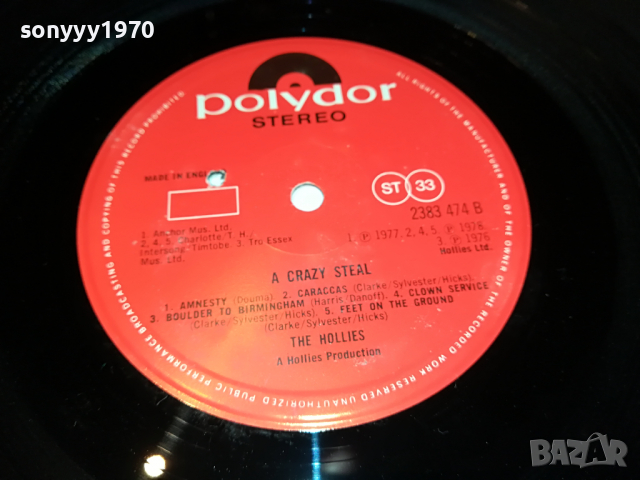 sonyyy1970
polydor
STEREO
MADE IN ENGL
ST 33
2383 474 B
1. Anchor Mus. Ltd.
2, 4, 5. Charlotte/T. H.
Intersong/Timtobe. 3. Tro Essex
Mus. Ltd.
1. ℗ 1977. 2, 4, 5 ℗ 1978.
3. ℗ 1976.
Hollies Ltd.
A CRAZY STEAL
1. AMNESTY (Douma). 2. CARACCAS (Clarke/Sylvester/Hicks).
3. BOULDER TO BIRMINGHAM (Harris/Danoff). 4. CLOWN SERVICE
(Clarke/Sylvester/Hicks). 5. FEET ON THE GROUND
(Clarke/Sylvester/Hicks)
THE HOLLIES
A Hollies Production
ALL RIGHTS OF THE MANUFACTURER AND OF THE OWNER OF THE RECORDED WORK RESERVED UNAUTHORIZED PUBLIC PERFORMANCE BROADCASTING AND COPYING OF THIS RECORD PROHIBITED
BAZAR